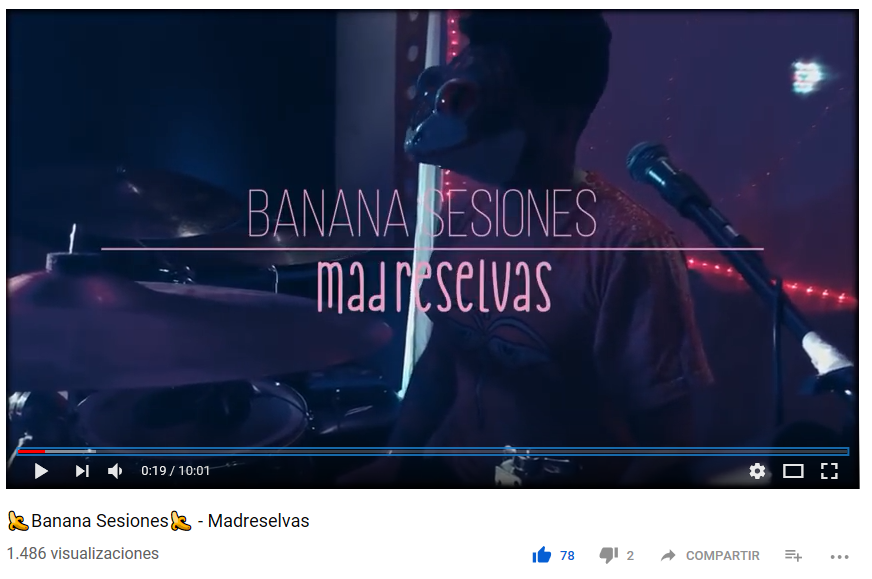 BANANA SESIONES
madreselvas
0:19 / 10:01
Banana Sesiones - Madreselvas
1.486 visualizaciones
78 2 COMPARTIR